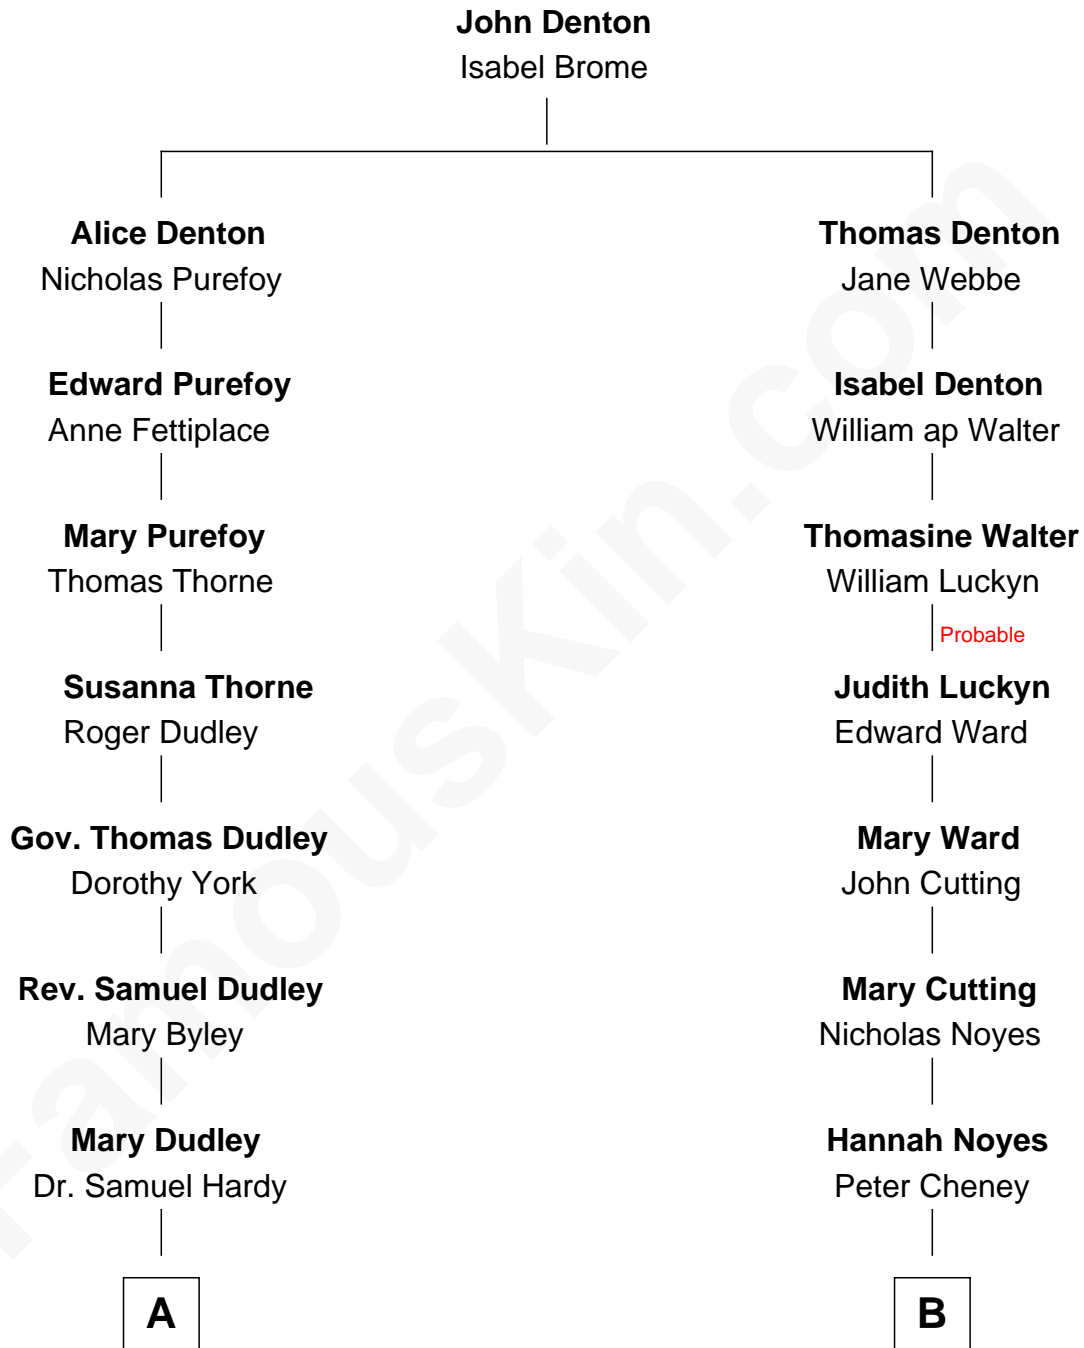 John Denton
Isabel Brome
Alice Denton
Nicholas Purefoy
Edward Purefoy
Anne Fettiplace
Mary Purefoy
Thomas Thorne
Susanna Thorne
Roger Dudley
Gov. Thomas Dudley
Dorothy York
Rev. Samuel Dudley
Mary Byley
Mary Dudley
Dr. Samuel Hardy
A
Thomas Denton
Jane Webbe
Isabel Denton
William ap Walter
Thomasine Walter
William Luckyn
Probable
Judith Luckyn
Edward Ward
Mary Ward
John Cutting
Mary Cutting
Nicholas Noyes
Hannah Noyes
Peter Cheney
B
FamousKin.com